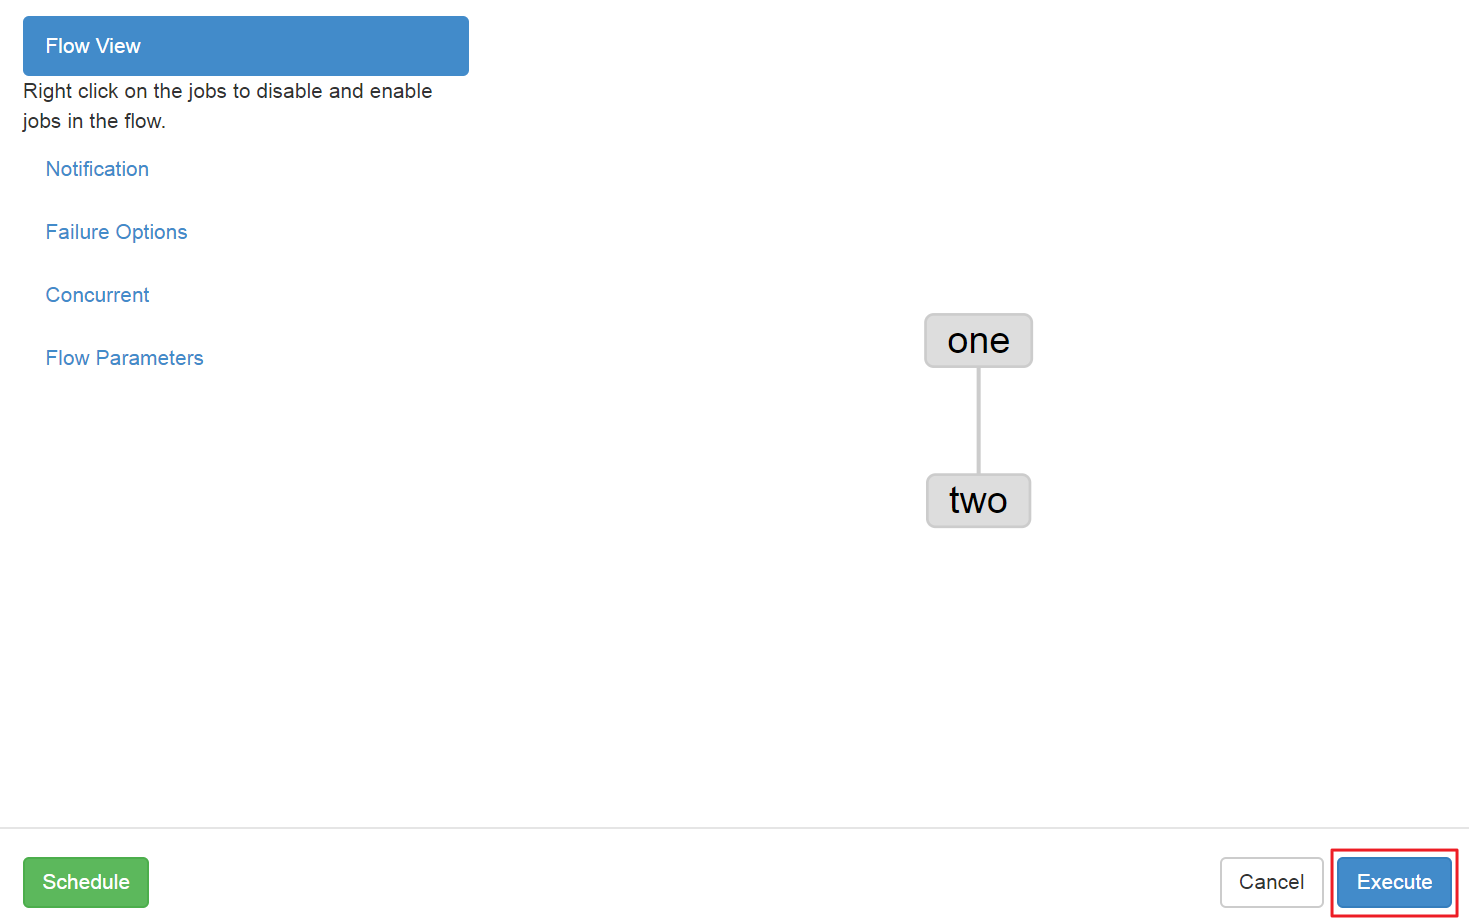 Flow View
Right click on the jobs to disable and enable
jobs in the flow.
Notification
Failure Options
Concurrent
Flow Parameters
one
two
Schedule
Cancel
Execute